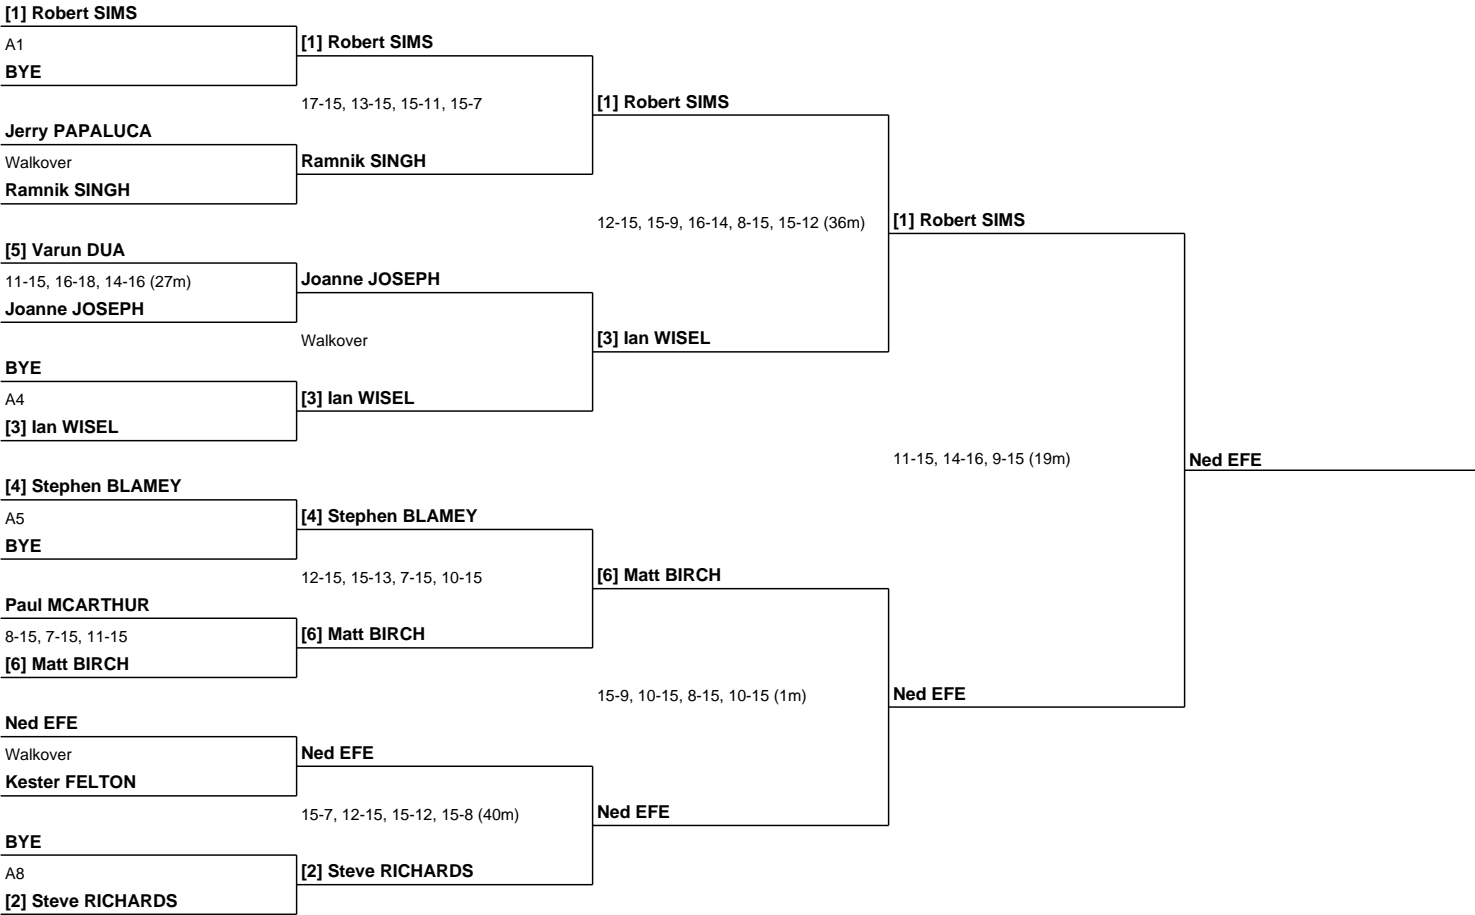 [1] Robert SIMS
A1
BYE
Jerry PAPALUCA
Walkover
Ramnik SINGH
[5] Varun DUA
11-15, 16-18, 14-16 (27m)
Joanne JOSEPH
BYE
A4
[3] Ian WISEL
[4] Stephen BLAMEY
A5
BYE
Paul MCARTHUR
8-15, 7-15, 11-15
[6] Matt BIRCH
Ned EFE
Walkover
Kester FELTON
BYE
A8
[2] Steve RICHARDS
[1] Robert SIMS
17-15, 13-15, 15-11, 15-7
Ramnik SINGH
Joanne JOSEPH
Walkover
[3] Ian WISEL
[4] Stephen BLAMEY
12-15, 15-13, 7-15, 10-15
[6] Matt BIRCH
Ned EFE
15-7, 12-15, 15-12, 15-8 (40m)
[2] Steve RICHARDS
[1] Robert SIMS
12-15, 15-9, 16-14, 8-15, 15-12 (36m)
[3] Ian WISEL
[6] Matt BIRCH
15-9, 10-15, 8-15, 10-15 (1m)
Ned EFE
[1] Robert SIMS
11-15, 14-16, 9-15 (19m)
Ned EFE
Ned EFE